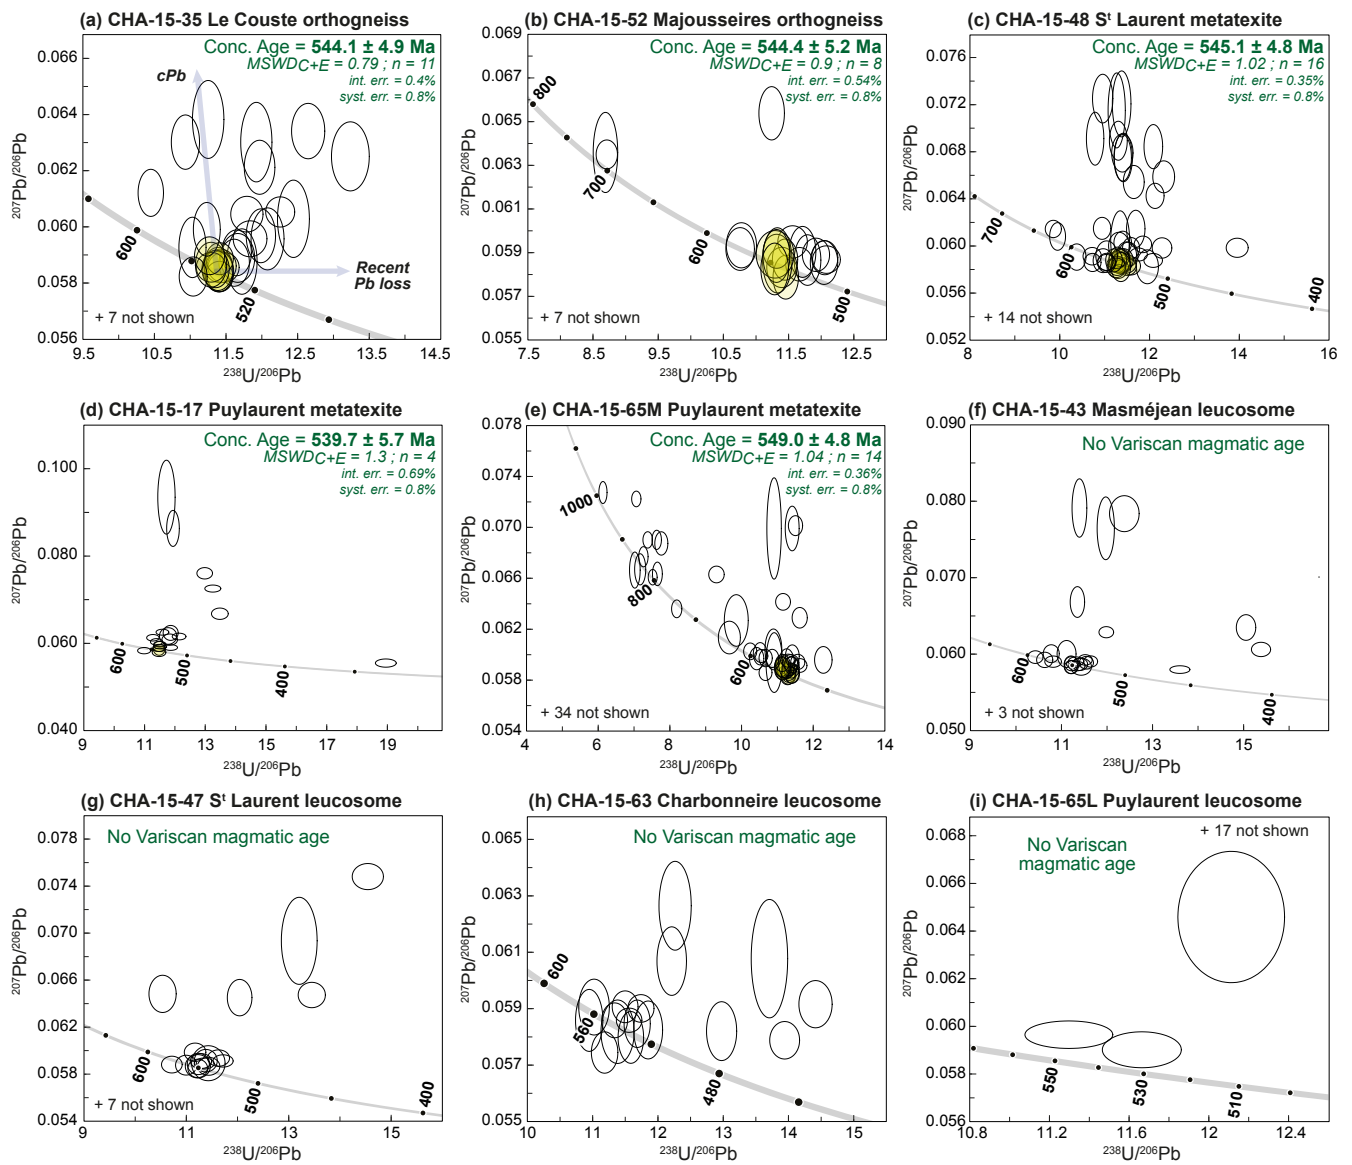 (a) CHA-15-35 Le Couste orthogneiss
Conc. Age = 544.1 ± 4.9 Ma
MSWDC+E = 0.79 ; n = 11
int. err. = 0.4%
syst. err. = 0.8%
cPb
Recent
Pb loss
600
520
0.066
0.064
0.062
0.060
0.058
0.056
207Pb/206Pb
9.5 10.5 11.5 12.5 13.5 14.5
238U/206Pb
(b) CHA-15-52 Majousseires orthogneiss
Conc. Age = 544.4 ± 5.2 Ma
MSWDC+E = 0.9 ; n = 8
int. err. = 0.54%
syst. err. = 0.8%
800
700
600
500
+ 7 not shown
+ 7 not shown
0.069
0.067
0.065
0.063
0.061
0.059
0.057
0.055
207Pb/206Pb
7.5 8.5 9.5 10.5 11.5 12.5
238U/206Pb
(c) CHA-15-48 St Laurent metatexite
Conc. Age = 545.1 ± 4.8 Ma
MSWDC+E = 1.02 ; n = 16
int. err. = 0.35%
syst. err. = 0.8%
700
600
500
400
+ 14 not shown
0.076
0.072
0.068
0.064
0.060
0.056
0.052
207Pb/206Pb
8 10 12 14 16
238U/206Pb
(d) CHA-15-17 Puylaurent metatexite
Conc. Age = 539.7 ± 5.7 Ma
MSWDC+E = 1.3 ; n = 4
int. err. = 0.69%
syst. err. = 0.8%
600
500
400
0.100
0.080
0.060
0.040
207Pb/206Pb
9 11 13 15 17 19
238U/206Pb
(e) CHA-15-65M Puylaurent metatexite
Conc. Age = 549.0 ± 4.8 Ma
MSWDC+E = 1.04 ; n = 14
int. err. = 0.36%
syst. err. = 0.8%
1000
800
600
+ 34 not shown
0.078
0.074
0.070
0.066
0.062
0.058
0.054
207Pb/206Pb
4 6 8 10 12 14
238U/206Pb
(f) CHA-15-43 Masméjean leucosome
No Variscan magmatic age
600
500
400
+ 3 not shown
0.090
0.080
0.070
0.060
0.050
207Pb/206Pb
9 11 13 15
238U/206Pb
(g) CHA-15-47 St Laurent leucosome
No Variscan magmatic age
600
500
400
+ 7 not shown
0.078
0.074
0.070
0.066
0.062
0.058
0.054
207Pb/206Pb
9 11 13 15
238U/206Pb
(h) CHA-15-63 Charbonneire leucosome
No Variscan magmatic age
600
560
480
0.065
0.063
0.061
0.059
0.057
0.055
207Pb/206Pb
10 11 12 13 14 15
238U/206Pb
(i) CHA-15-65L Puylaurent leucosome
+ 17 not shown
No Variscan
magmatic age
550
530
510
0.068
0.066
0.064
0.062
0.060
0.058
0.056
207Pb/206Pb
10.8 11.2 11.6 12 12.4
238U/206Pb